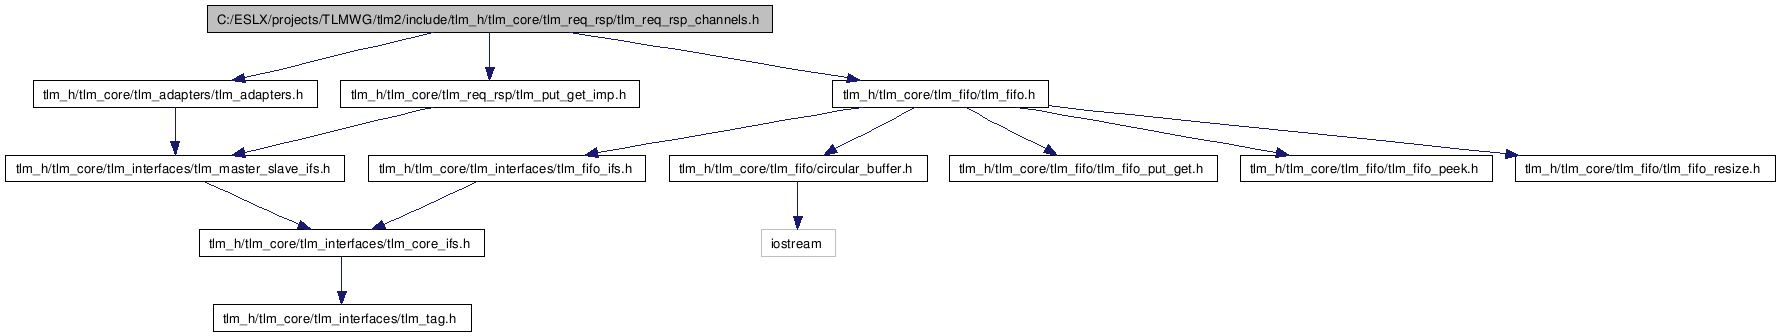 C:/ESLX/projects/TLMWG/tlm2/include/tlm_h/tlm_core/tlm_req_rsp/tlm_req_rsp_channels.h
tlm_h/tlm_core/tlm_adapters/tlm_adapters.h
tlm_h/tlm_core/tlm_req_rsp/tlm_put_get_imp.h
tlm_h/tlm_core/tlm_fifo/tlm_fifo.h
tlm_h/tlm_core/tlm_interfaces/tlm_master_slave_ifs.h
tlm_h/tlm_core/tlm_interfaces/tlm_fifo_ifs.h
tlm_h/tlm_core/tlm_fifo/circular_buffer.h
tlm_h/tlm_core/tlm_fifo/tlm_fifo_put_get.h
tlm_h/tlm_core/tlm_fifo/tlm_fifo_peek.h
tlm_h/tlm_core/tlm_fifo/tlm_fifo_resize.h
tlm_h/tlm_core/tlm_interfaces/tlm_core_ifs.h
iostream
tlm_h/tlm_core/tlm_interfaces/tlm_tag.h